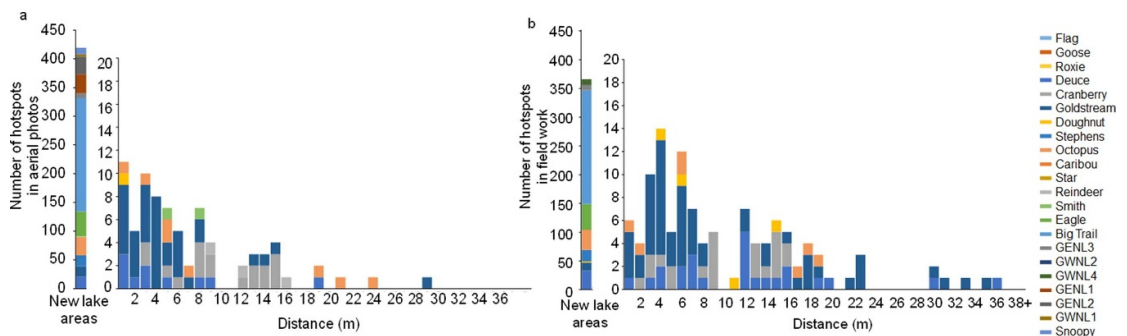 a
450
400
350
300
250
200
150
100
50
0
Number of hotspots
in aerial photos
20
18
16
14
12
10
8
6
4
2
0
New lake
areas
2 4 6 8 10 12 14 16 18 20 22 24 26 28 30 32 34 36
Distance (m)
b
450
400
350
300
250
200
150
100
50
0
Number of hotspots
in field work
20
18
16
14
12
10
8
6
4
2
0
New lake
areas
2 4 6 8 10 12 14 16 18 20 22 24 26 28 30 32 34 36 38+
Distance (m)
Flag
Goose
Roxie
Deuce
Cranberry
Goldstream
Doughnut
Stephens
Octopus
Caribou
Star
Reindeer
Smith
Eagle
Big Trail
GENL3
GWNL2
GWNL4
GENL1
GENL2
GWNL1
Snoopy